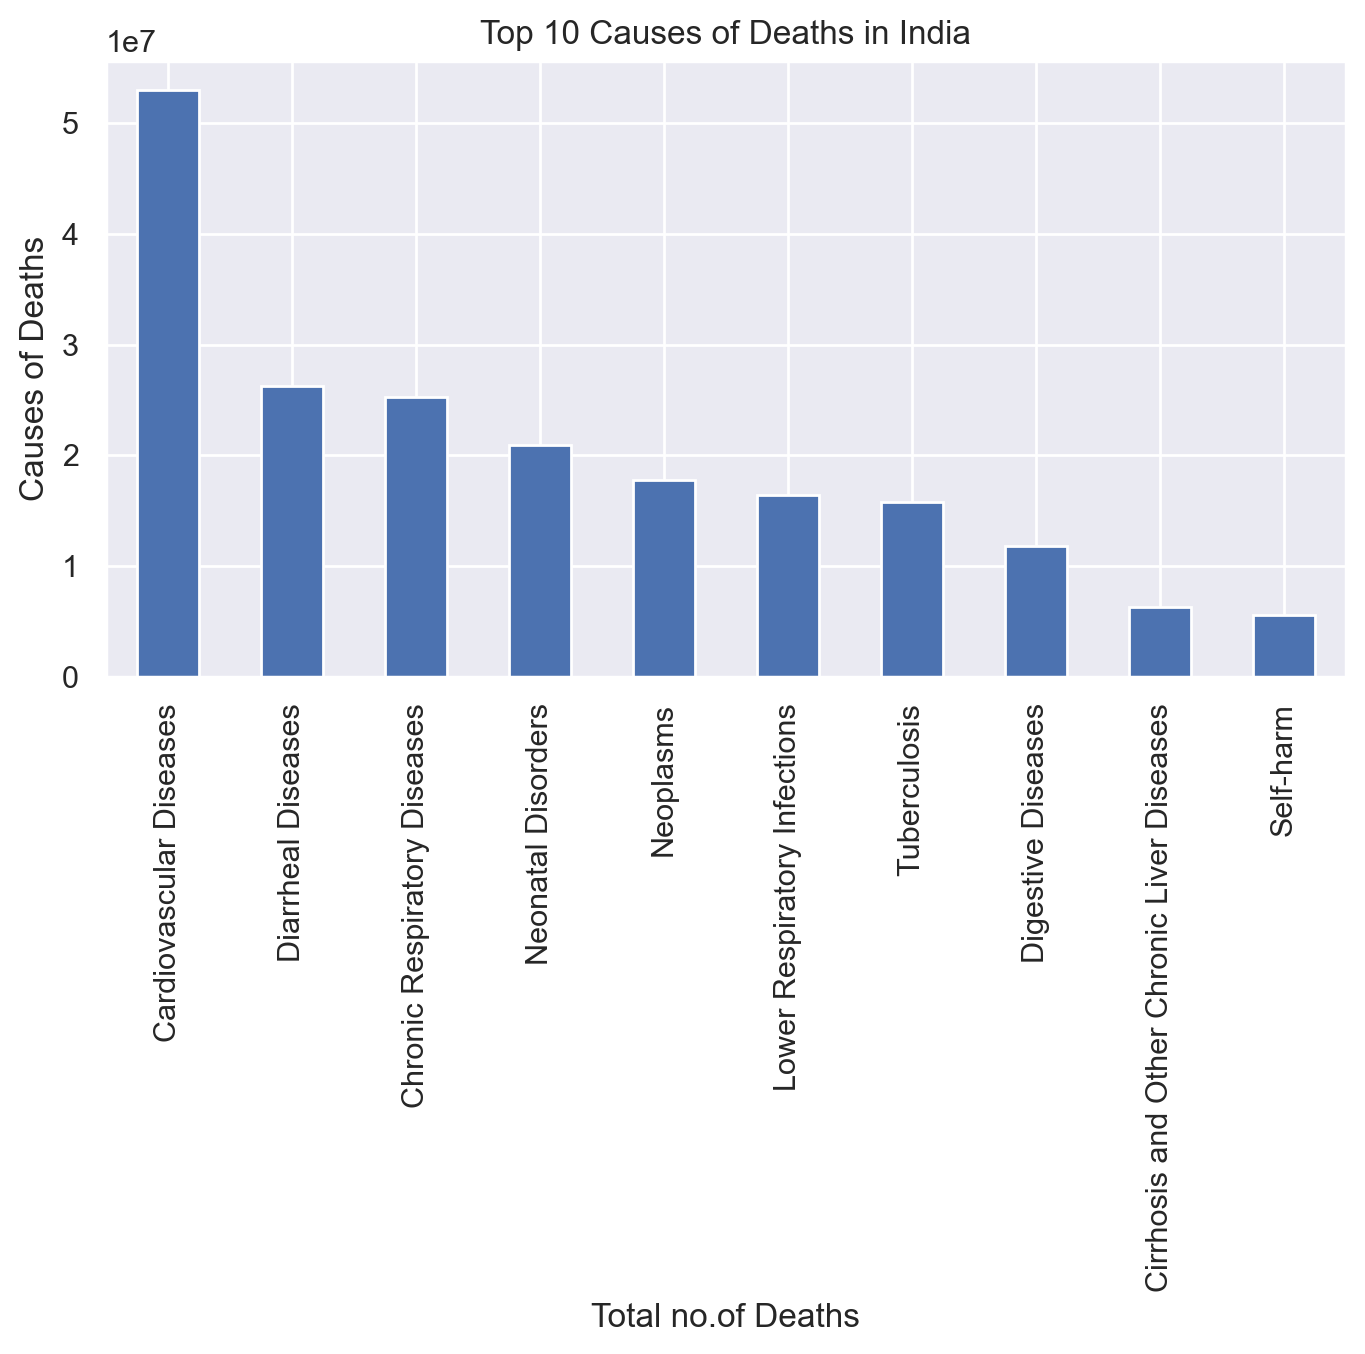 Top 10 Causes of Deaths in India
1e7
5
4
3
2
1
0
Causes of Deaths
Cardiovascular Diseases
Diarrheal Diseases
Chronic Respiratory Diseases
Neonatal Disorders
Neoplasms
Lower Respiratory Infections
Tuberculosis
Digestive Diseases
Cirrhosis and Other Chronic Liver Diseases
Self-harm
Total no.of Deaths